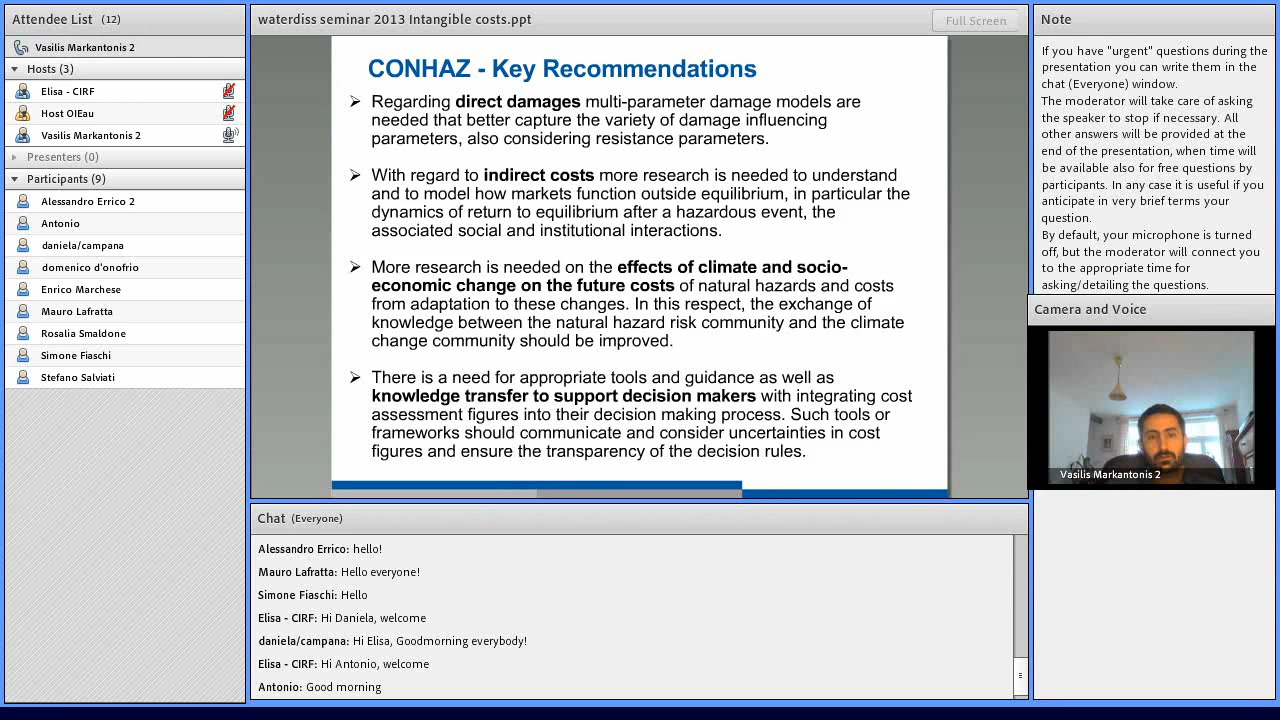 Attendee List (12)
Vasilis Markantonis 2
Hosts (3)
Elisa - CIRF
Host OIEau
Vasilis Markantonis 2
Presenters (0)
Participants (9)
Alessandro Errico 2
Antonio
daniela/campana
domenico d'onofrio
Enrico Marchese
Mauro Lafratta
Rosalia Smaldone
Simone Fiaschi
Stefano Salviati
waterdiss seminar 2013 Intangible costs.ppt
Full Screen
CONHAZ - Key Recommendations
Regarding direct damages multi-parameter damage models are
needed that better capture the variety of damage influencing
parameters, also considering resistance parameters.
With regard to indirect costs more research is needed to understand
and to model how markets function outside equilibrium, in particular the
dynamics of return to equilibrium after a hazardous event, the
associated social and institutional interactions.
More research is needed on the effects of climate and socio-
economic change on the future costs of natural hazards and costs
from adaptation to these changes. In this respect, the exchange of
knowledge between the natural hazard risk community and the climate
change community should be improved.
There is a need for appropriate tools and guidance as well as
knowledge transfer to support decision makers with integrating cost
assessment figures into their decision making process. Such tools or
frameworks should communicate and consider uncertainties in cost
figures and ensure the transparency of the decision rules.
Chat (Everyone)
Alessandro Errico: hello!
Mauro Lafratta: Hello everyone!
Simone Fiaschi: Hello
Elisa - CIRF: Hi Daniela, welcome
daniela/campana: Hi Elisa, Goodmorning everybody!
Elisa - CIRF: Hi Antonio, welcome
Antonio: Good morning
Note
If you have "urgent" questions during the
presentation you can write them in the
chat (Everyone) window.
The moderator will take care of asking
the speaker to stop if necessary. All
other answers will be provided at the
end of the presentation, when time will
be available also for free questions by
participants. In any case it is useful if you
anticipate in very brief terms your
question.
By default, your microphone is turned
off, but the moderator will connect you
to the appropriate time for
asking/detailing the questions.
Camera and Voice
Vasilis Markantonis 2